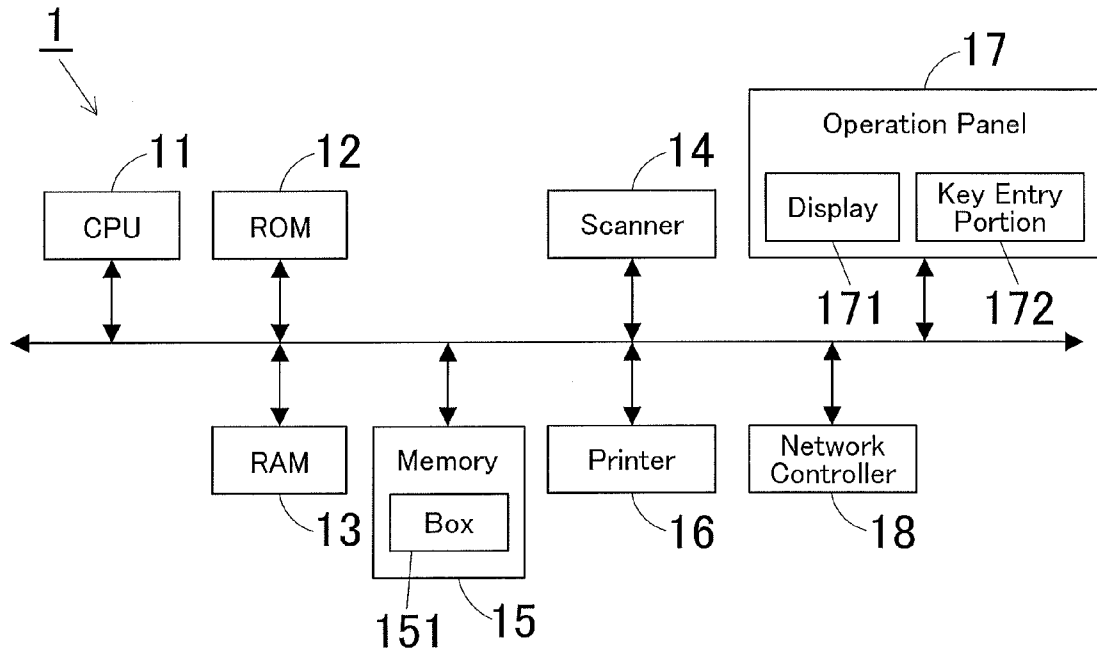 1
17
Operation Panel
11
12
14
CPU
ROM
Scanner
Display
Key Entry
Portion
171
172
RAM
Memory
Printer
Network
Controller
13
Box
16
18
151
15